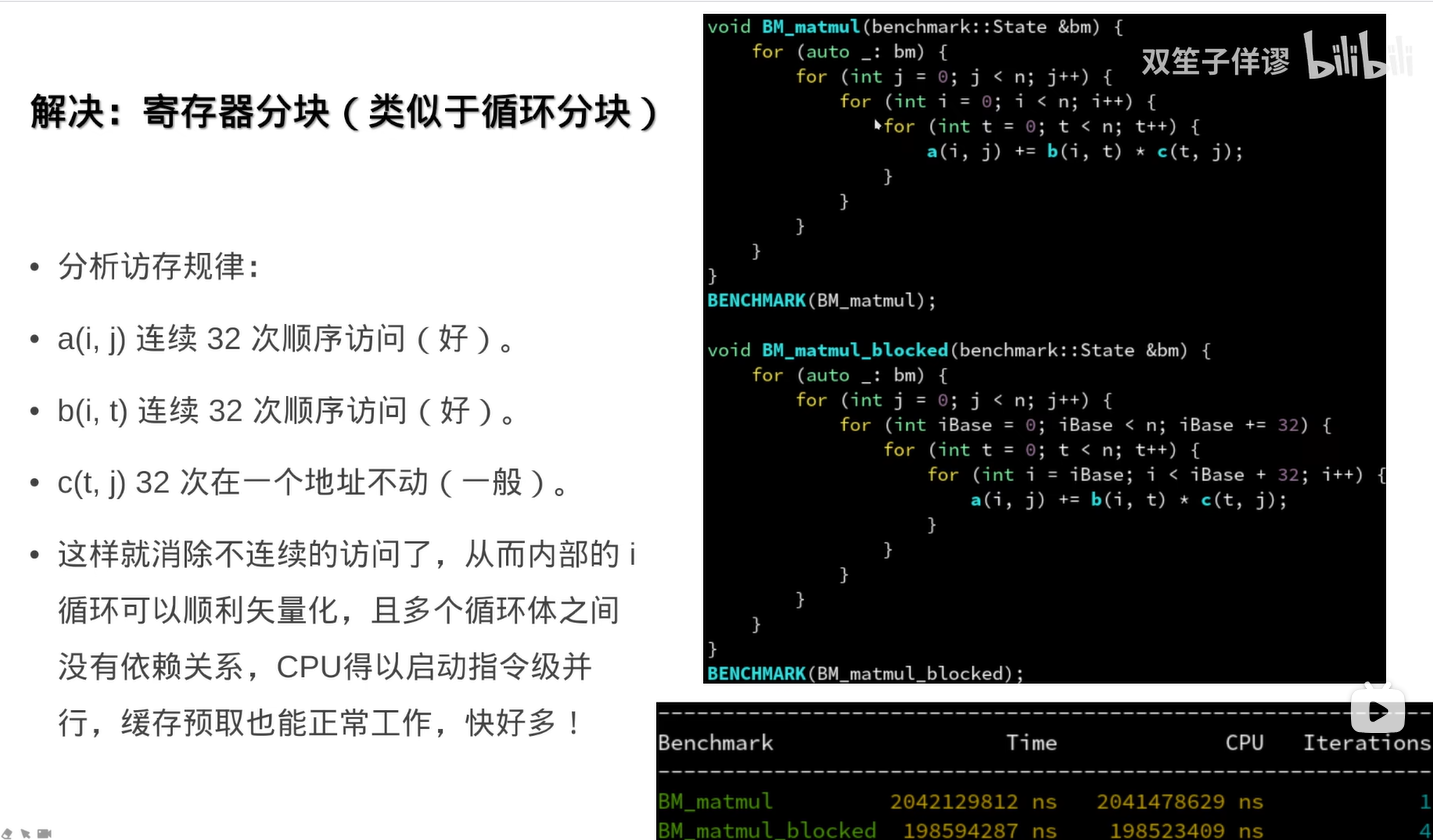 解决：寄存器分块（类似于循环分块）
• 分析访存规律：
• a(i, j) 连续 32 次顺序访问（好）。
• b(i, t) 连续 32 次顺序访问（好）。
• c(t, j) 32 次在一个地址不动（一般）。
• 这样就消除不连续的访问了，从而内部的 i
循环可以顺利矢量化，且多个循环体之间
没有依赖关系，CPU得以启动指令级并
行，缓存预取也能正常工作，快好多！
双笙子佯谬 bilibili
void BM_matmul(benchmark::State &bm) {
    for (auto _: bm) {
        for (int j = 0; j < n; j++) {
            for (int i = 0; i < n; i++) {
                for (int t = 0; t < n; t++) {
                    a(i, j) += b(i, t) * c(t, j);
                }
            }
        }
    }
}
BENCHMARK(BM_matmul);
void BM_matmul_blocked(benchmark::State &bm) {
    for (auto _: bm) {
        for (int j = 0; j < n; j++) {
            for (int iBase = 0; iBase < n; iBase += 32) {
                for (int t = 0; t < n; t++) {
                    for (int i = iBase; i < iBase + 32; i++) {
                        a(i, j) += b(i, t) * c(t, j);
                    }
                }
            }
        }
    }
}
BENCHMARK(BM_matmul_blocked);
Benchmark Time CPU Iterations
BM_matmul 2042129812 ns 2041478629 ns 1
BM_matmul_blocked 198594287 ns 198523409 ns 4